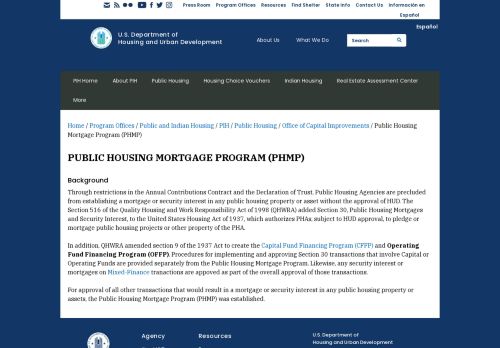 Press Room Program Offices Resources Find Shelter State Info Contact Us Información en
Español
Español
U.S. Department of
Housing and Urban Development
About Us What We Do Search
PIH Home About PIH Public Housing Housing Choice Vouchers Indian Housing Real Estate Assessment Center
More
Home / Program Offices / Public and Indian Housing / PIH / Public Housing / Office of Capital Improvements / Public Housing
Mortgage Program (PHMP)
PUBLIC HOUSING MORTGAGE PROGRAM (PHMP)
Background
Through restrictions in the Annual Contributions Contract and the Declaration of Trust, Public Housing Agencies are precluded
from establishing a mortgage or security interest in any public housing property or asset without the approval of HUD. The
Section 516 of the Quality Housing and Work Responsibility Act of 1998 (QHWRA) added Section 30, Public Housing Mortgages
and Security Interest, to the United States Housing Act of 1937, which authorizes PHAs, subject to HUD approval, to pledge or
mortgage public housing projects or other property of the PHA.
In addition, QHWRA amended section 9 of the 1937 Act to create the Capital Fund Financing Program (CFFP) and Operating
Fund Financing Program (OFFP). Procedures for implementing and approving Section 30 transactions that involve Capital or
Operating Funds are provided separately from the Public Housing Mortgage Program. Likewise, any security interest or
mortgages on Mixed-Finance transactions are apoved as part of the overall approval of those transactions.
For approval of all other transactions that would result in a mortgage or security interest in any public housing property or
assets, the Public Housing Mortgage Program (PHMP) was established.
Agency Resources U.S. Department of
Housing and Urban Development